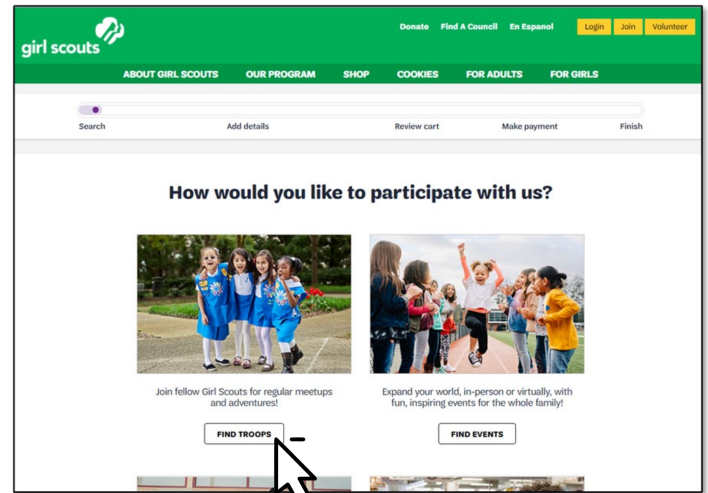 girl scouts
Donate Find A Council En Espanol Login Join Volunteer
ABOUT GIRL SCOUTS OUR PROGRAM SHOP COOKIES FOR ADULTS FOR GIRLS
Search Add details Review cart Make payment Finish
How would you like to participate with us?
Join fellow Girl Scouts for regular meetups
and adventures!
FIND TROOPS
Expand your world, in-person or virtually, with
fun, inspiring events for the whole family!
FIND EVENTS